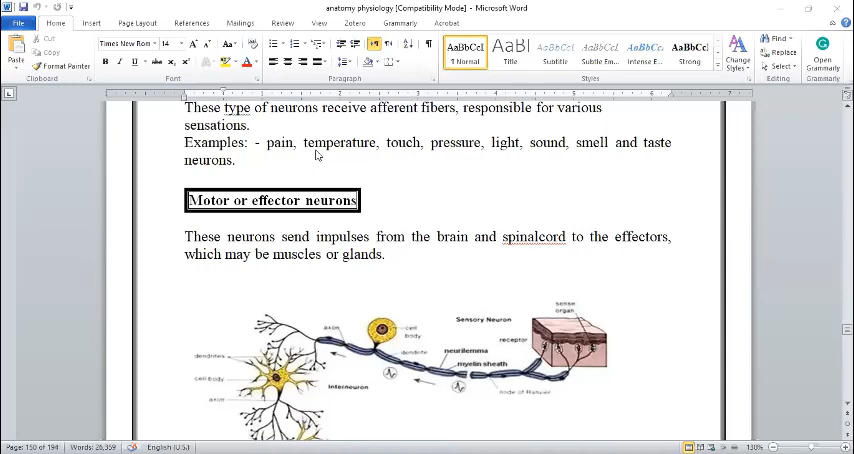 anatomy physiology [Compatibility Mode] - Microsoft Word
File Home Insert Page Layout References Mailings Review View Zotero Grammarly Acrobat
Cut
Copy
Format Painter
Paste
Clipboard
Times New Rom 14
Font
Paragraph
AaBbCcI AaBl AaBbCcL AaBbCcL AaBbCc. AaBbCcI
¶ Normal Title Subtitle Subtle Em... Intense E... Strong
Styles
Change Styles
Find
Replace
Select
Editing
Open Grammarly
Grammarly
These type of neurons receive afferent fibers, responsible for various
sensations.
Examples: - pain, temperature, touch, pressure, light, sound, smell and taste
neurons.
Motor or effector neurons
These neurons send impulses from the brain and spinalcord to the effectors,
which may be muscles or glands.
sense
organ
Sensory Neuron
axon
cell
body
receptor
dendrites
dendrite
neurilemma
myelin sheath
cell body
Interneuron
node of Ranvier
axon
Page: 150 of 194 Words: 26,359 English (U.S.) 130%